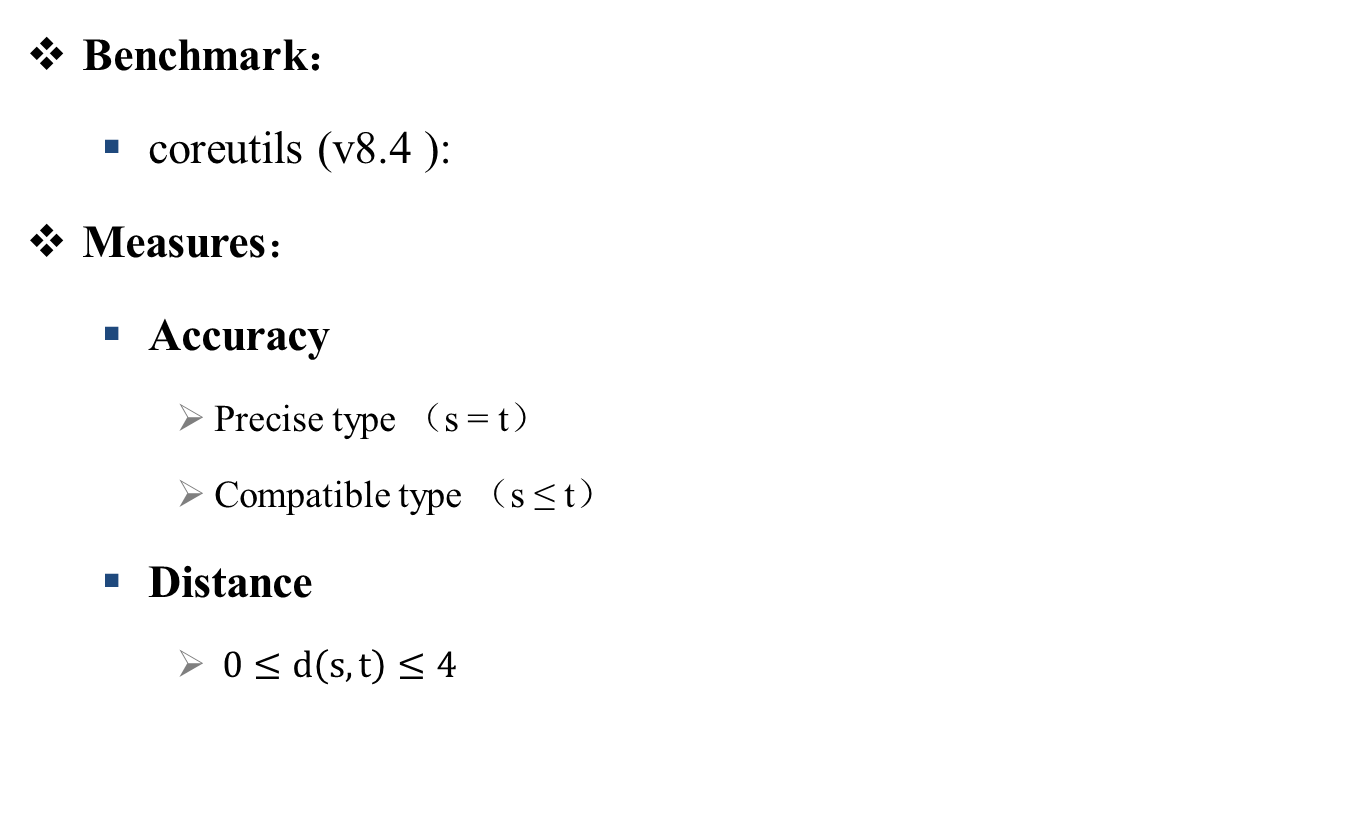 ❖ Benchmark：
▪ coreutils (v8.4 ):
❖ Measures：
▪ Accuracy
➢ Precise type （s = t）
➢ Compatible type （s ≤ t）
▪ Distance
➢ 0 ≤ d(s, t) ≤ 4